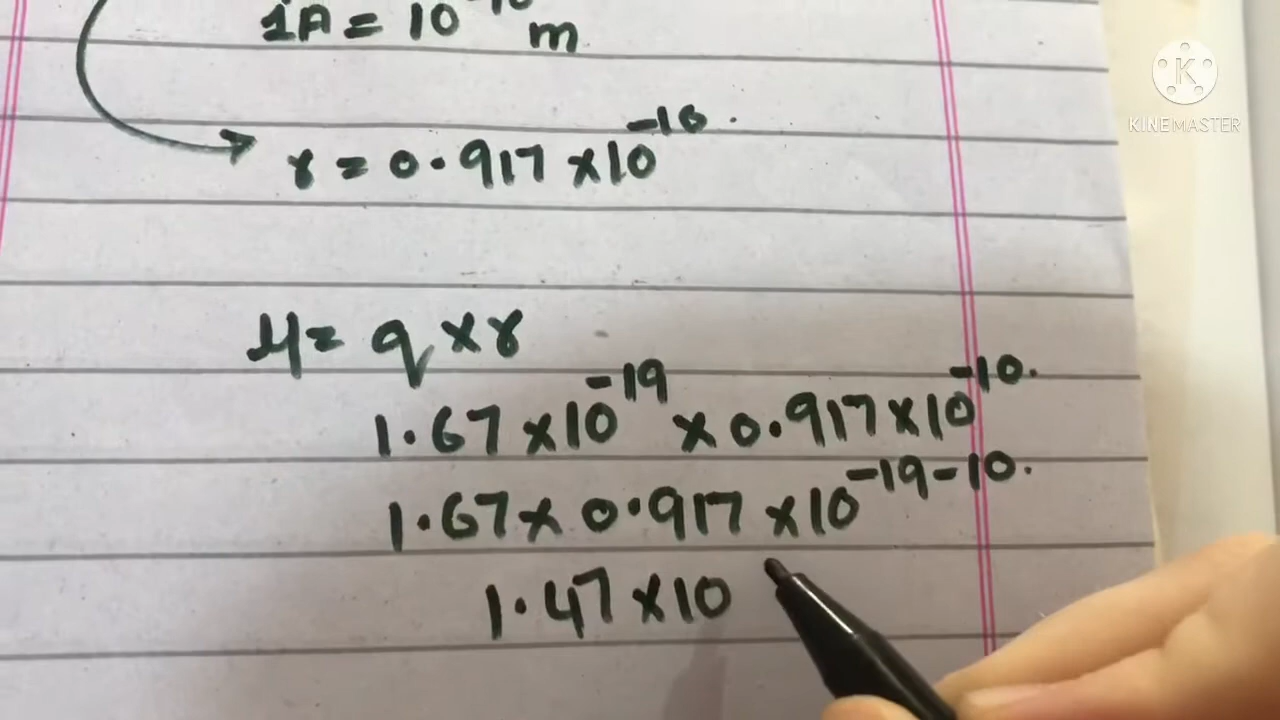 1A = 10⁻¹⁰ m
K
KINEMASTER
r = 0.917 × 10⁻¹⁰.
μ = q × r
1.67 × 10⁻¹⁹ × 0.917 × 10⁻¹⁰.
1.67 × 0.917 × 10⁻¹⁹⁻¹⁰.
1.47 × 10